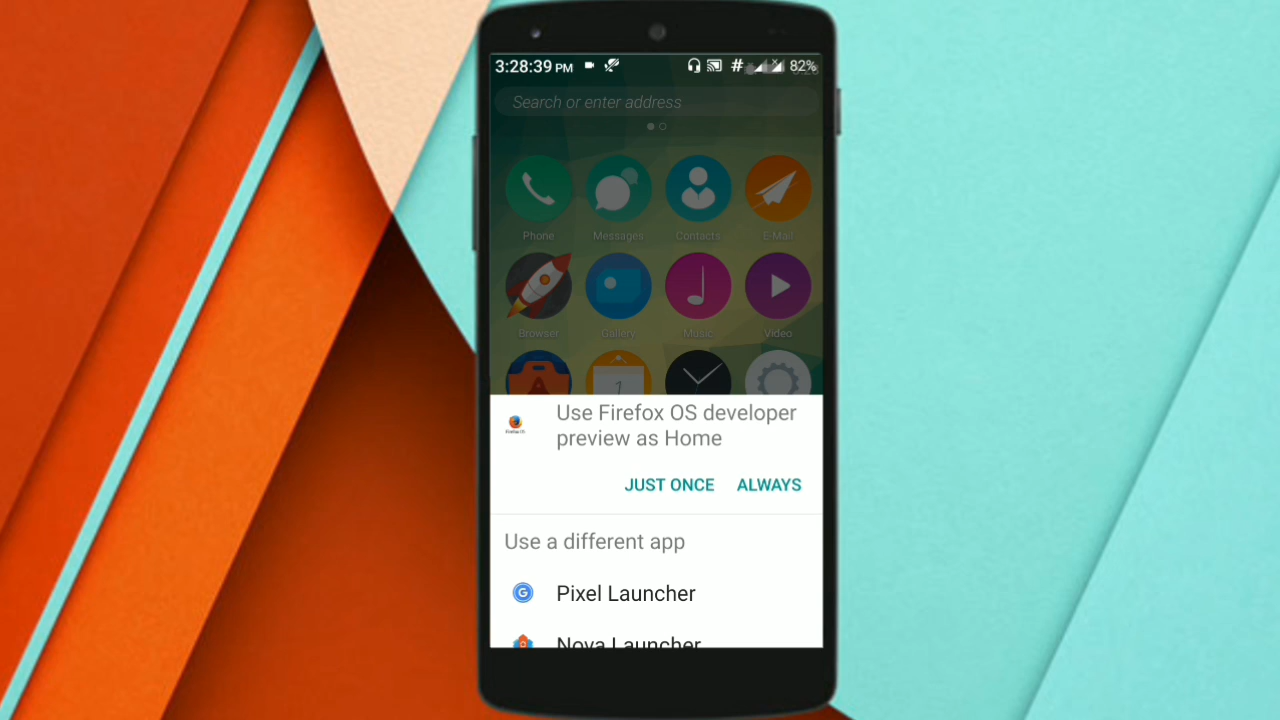 3:28:39 PM
# 82%
Search or enter address
Phone Messages Contacts E-Mail
Browser Gallery Music Video
1
Use Firefox OS developer
preview as Home
JUST ONCE ALWAYS
Use a different app
G Pixel Launcher
Nova Launcher